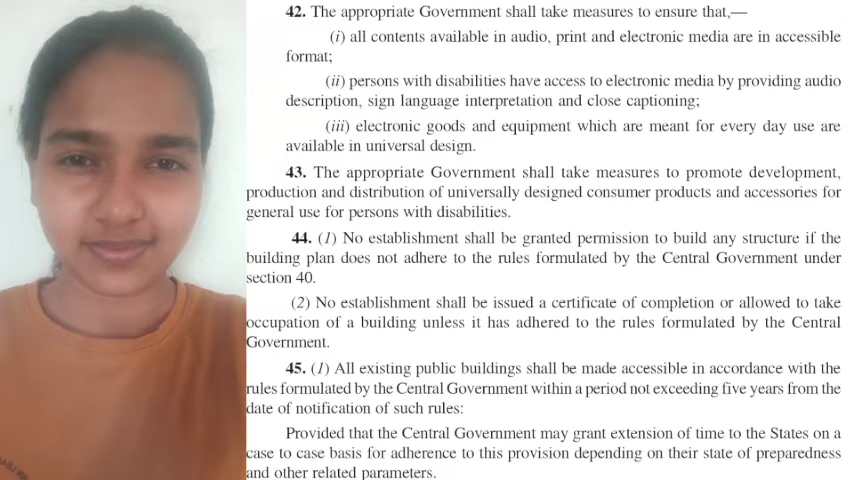 42. The appropriate Government shall take measures to ensure that,—
(i) all contents available in audio, print and electronic media are in accessible
format;
(ii) persons with disabilities have access to electronic media by providing audio
description, sign language interpretation and close captioning;
(iii) electronic goods and equipment which are meant for every day use are
available in universal design.
43. The appropriate Government shall take measures to promote development,
production and distribution of universally designed consumer products and accessories for
general use for persons with disabilities.
44. (1) No establishment shall be granted permission to build any structure if the
building plan does not adhere to the rules formulated by the Central Government under
section 40.
(2) No establishment shall be issued a certificate of completion or allowed to take
occupation of a building unless it has adhered to the rules formulated by the Central
Government.
45. (1) All existing public buildings shall be made accessible in accordance with the
rules formulated by the Central Government within a period not exceeding five years from the
date of notification of such rules:
Provided that the Central Government may grant extension of time to the States on a
case to case basis for adherence to this provision depending on their state of preparedness
and other related parameters.